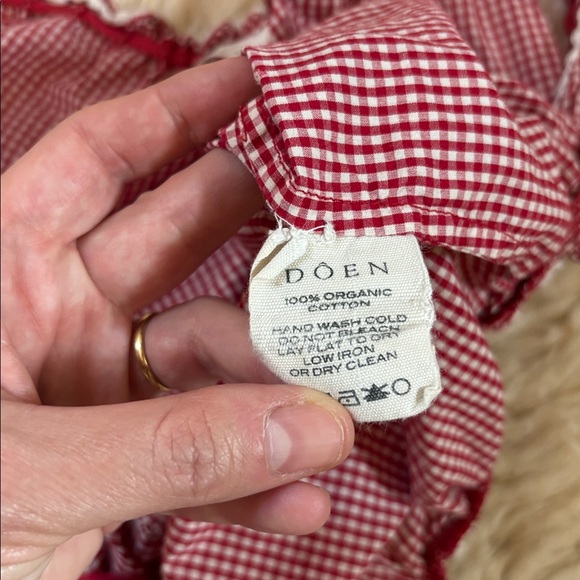 DÔEN
100% ORGANIC
COTTON
HAND WASH COLD
DO NOT BLEACH
LAY FLAT TO DRY
LOW IRON
OR DRY CLEAN